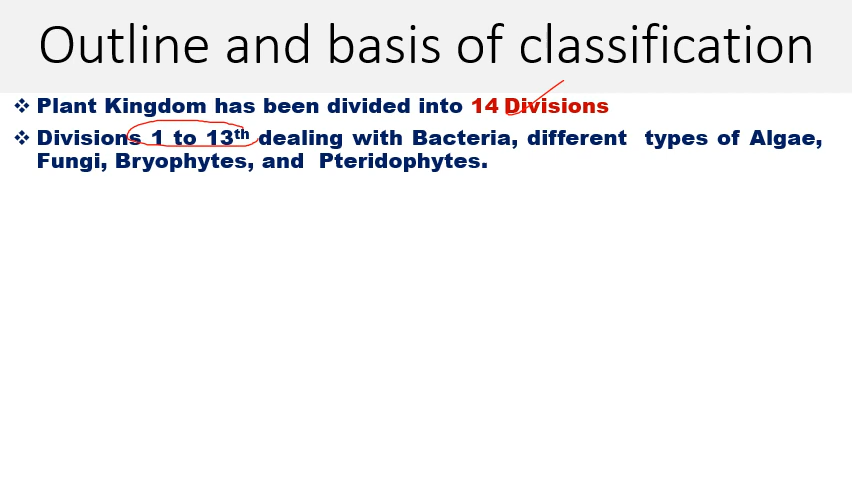 Outline and basis of classification
❖ Plant Kingdom has been divided into 14 Divisions
❖ Divisions 1 to 13th dealing with Bacteria, different types of Algae,
Fungi, Bryophytes, and Pteridophytes.